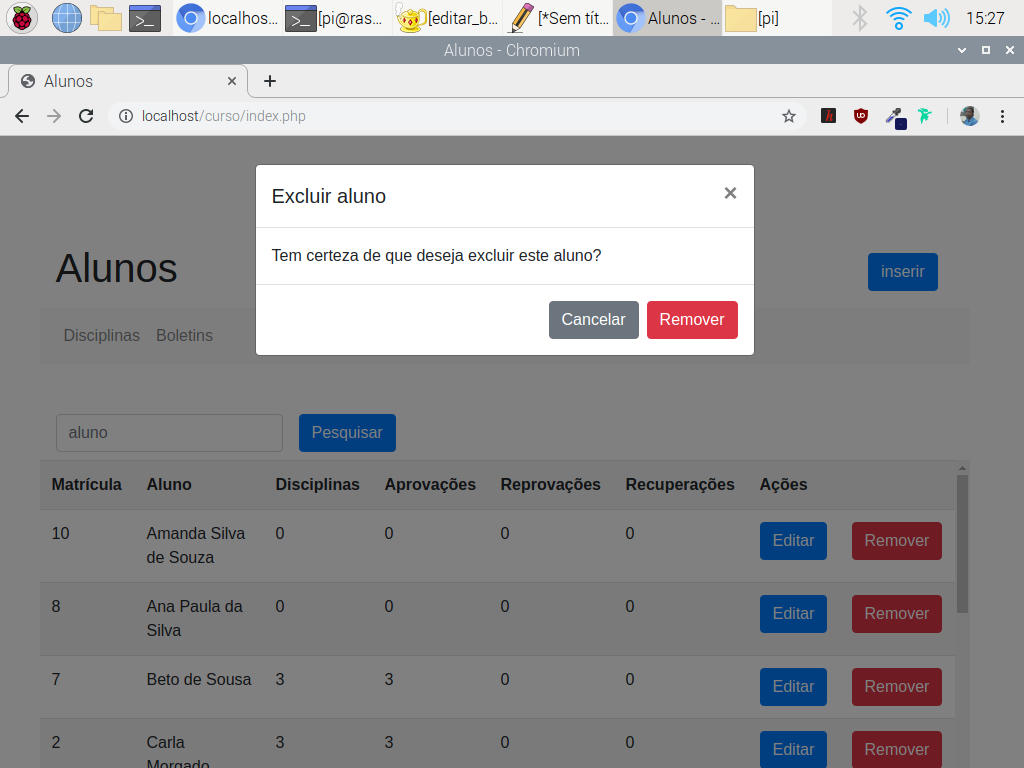 localhos...
[pi@ras...
[editar_b...
[*Sem tít...
Alunos - ...
[pi]
15:27
Alunos - Chromium
Alunos
localhost/curso/index.php
Excluir aluno
×
Tem certeza de que deseja excluir este aluno?
Cancelar
Remover
Alunos
inserir
Disciplinas
Boletins
aluno
Pesquisar
Matrícula Aluno Disciplinas Aprovações Reprovações Recuperações Ações
10 Amanda Silva 0 0 0 0 Editar Remover
de Souza
8 Ana Paula da 0 0 0 0 Editar Remover
Silva
7 Beto de Sousa 3 3 0 0 Editar Remover
2 Carla 3 3 0 0 Editar Remover
Morgado